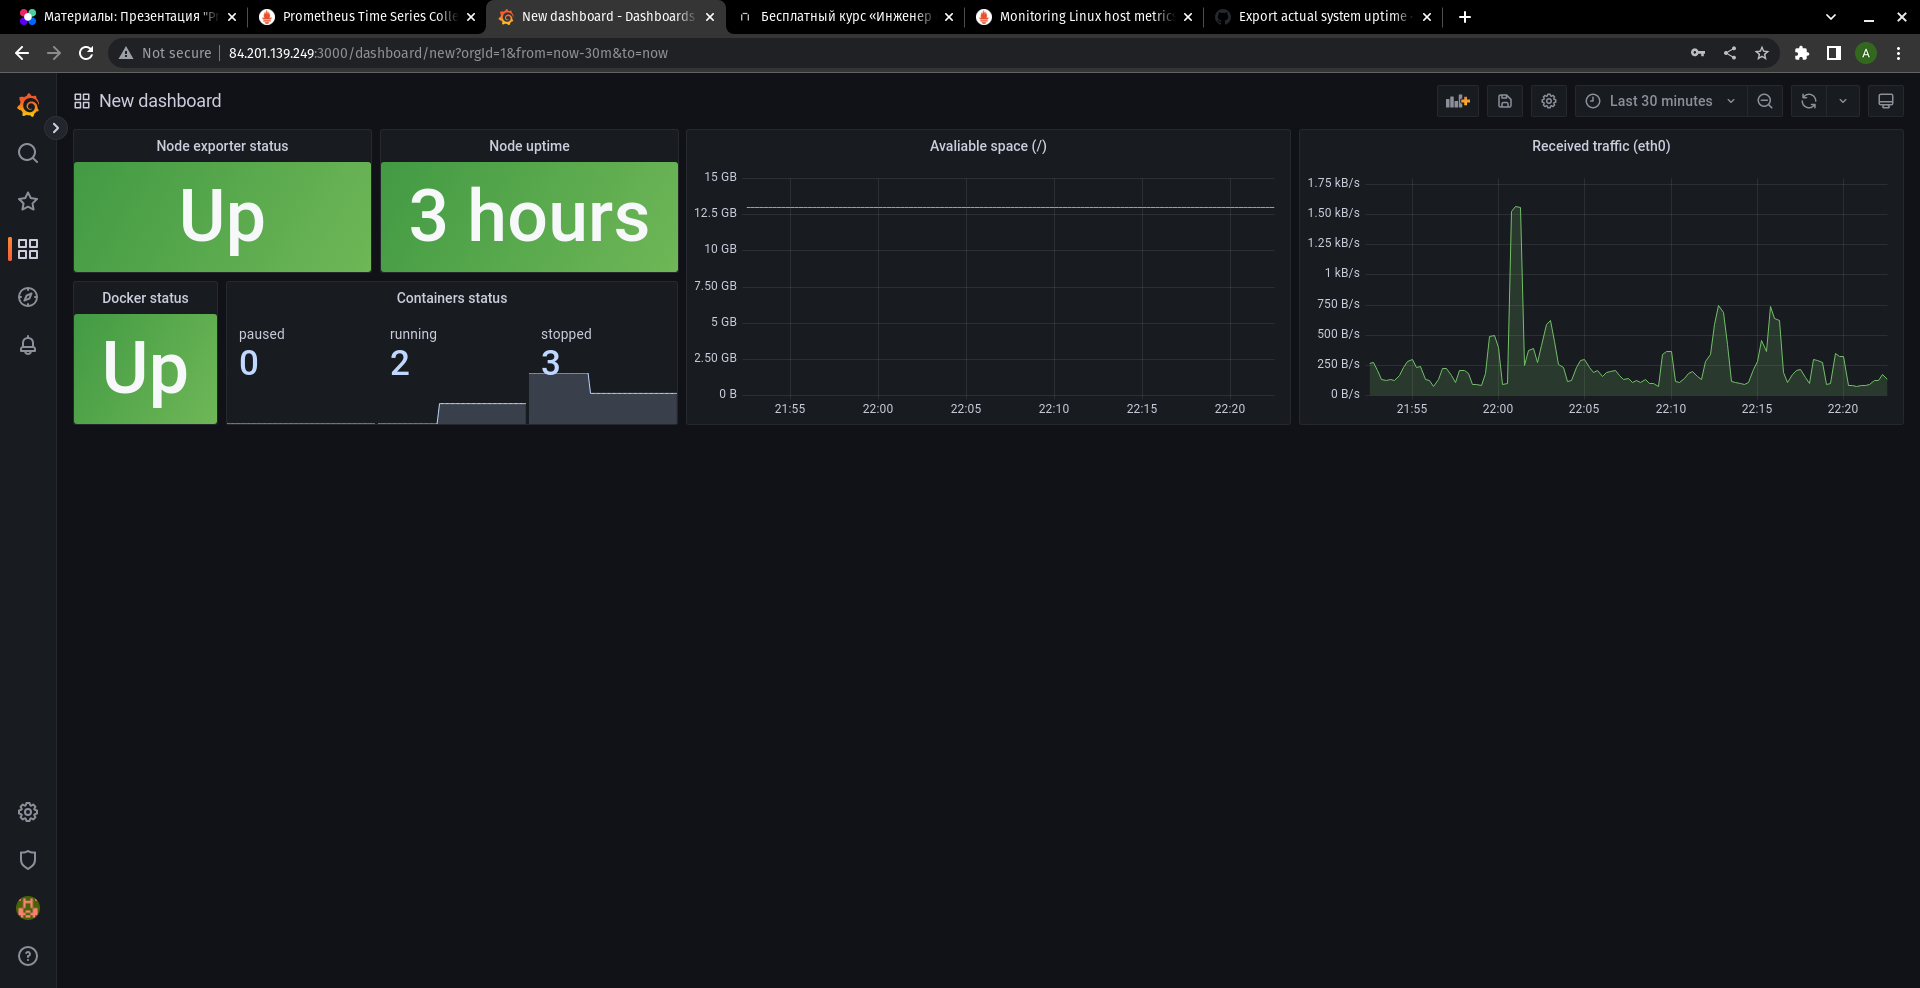 Материалы: Презентация "Pr
Prometheus Time Series Colle
New dashboard - Dashboards
Бесплатный курс «Инженер
Monitoring Linux host metric
Export actual system uptime
Not secure
84.201.139.249:3000/dashboard/new?orgId=1&from=now-30m&to=now
A
New dashboard
Last 30 minutes
Node exporter status
Up
Node uptime
3 hours
Docker status
Up
Containers status
paused
0
running
2
stopped
3
Avaliable space (/)
15 GB
12.5 GB
10 GB
7.50 GB
5 GB
2.50 GB
0 B
21:55 22:00 22:05 22:10 22:15 22:20
Received traffic (eth0)
1.75 kB/s
1.50 kB/s
1.25 kB/s
1 kB/s
750 B/s
500 B/s
250 B/s
0 B/s
21:55 22:00 22:05 22:10 22:15 22:20